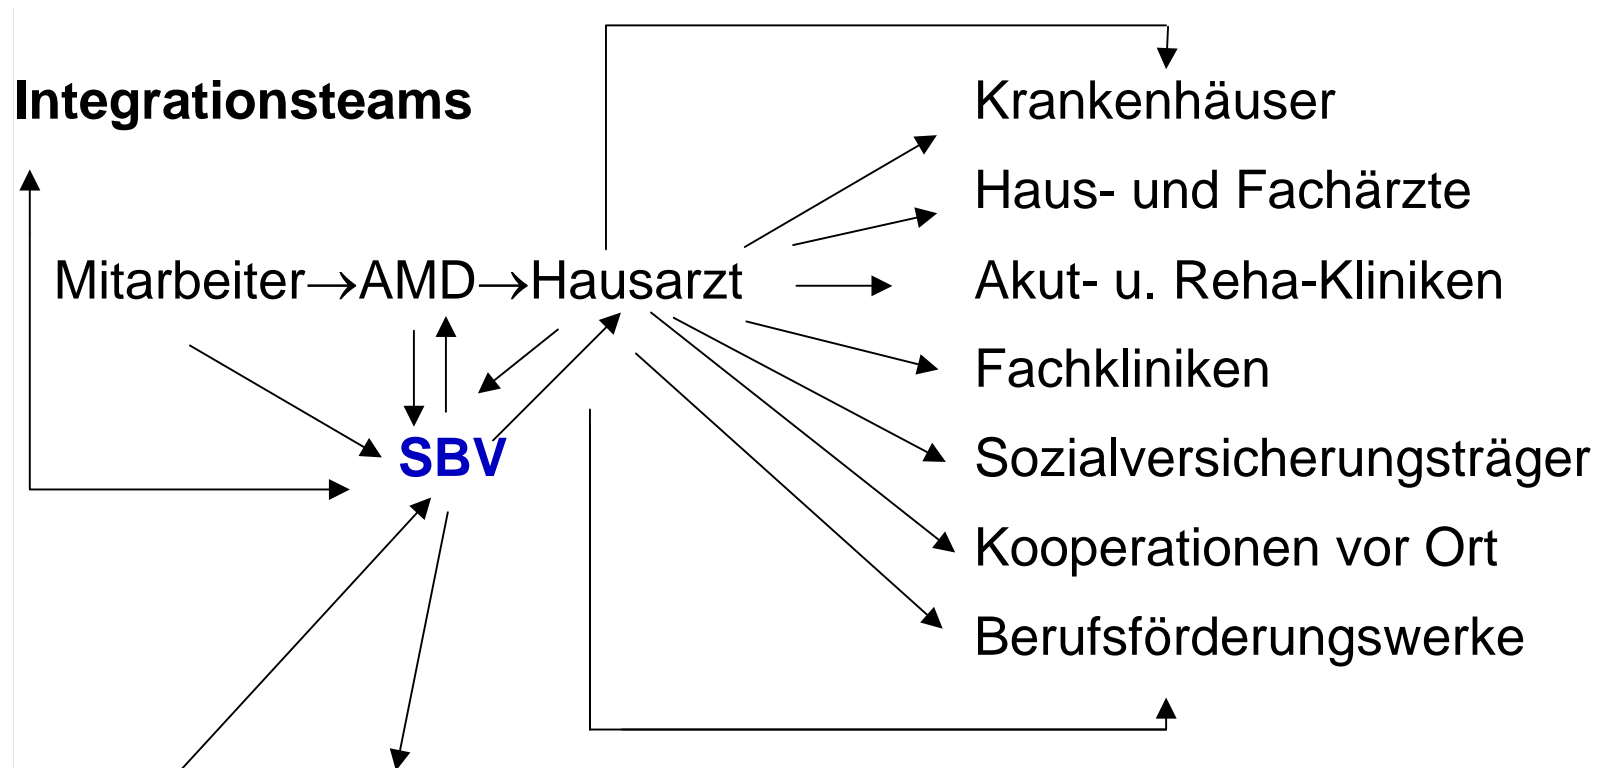 Integrationsteams
Krankenhäuser
Haus- und Fachärzte
Mitarbeiter→AMD→Hausarzt
Akut- u. Reha-Kliniken
Fachkliniken
SBV
Sozialversicherungsträger
Kooperationen vor Ort
Berufsförderungswerke